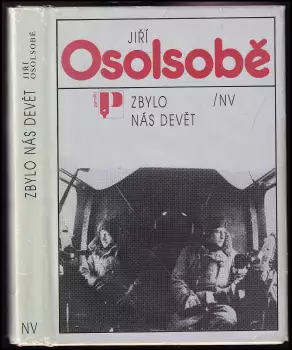 JIŘÍ
Osolsobě
P
ZBYLO
NÁS DEVĚT
/NV
ZBYLO NÁS DEVĚT
JIŘÍ
OSOLSOBĚ
NV